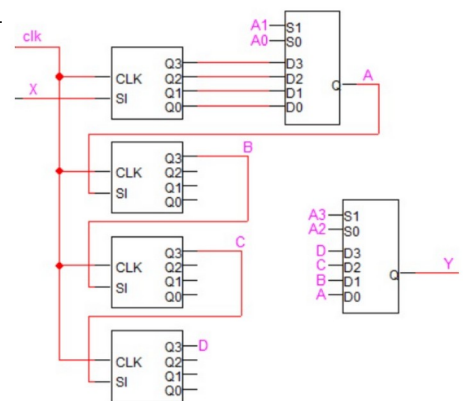 clk
X
CLK
SI
Q3
Q2
Q1
Q0
A1
A0
S1
S0
D3
D2
D1
D0
Q
A
CLK
SI
Q3
Q2
Q1
Q0
B
CLK
SI
Q3
Q2
Q1
Q0
C
CLK
SI
Q3
Q2
Q1
Q0
D
A3
A2
D
C
B
A
S1
S0
D3
D2
D1
D0
Q
Y